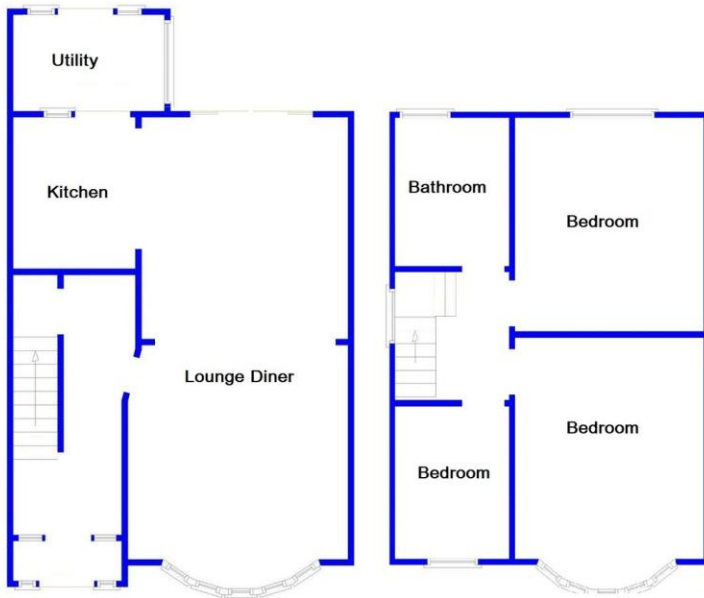 Utility
Kitchen
Lounge Diner
Bathroom
Bedroom
Bedroom
Bedroom